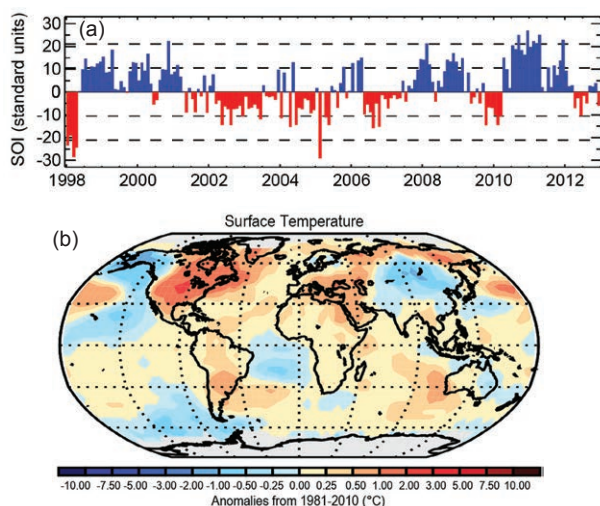 (a)
SOI (standard units)
30
20
10
0
-10
-20
-30
1998 2000 2002 2004 2006 2008 2010 2012
(b)
Surface Temperature
-10.00 -7.50 -5.00 -3.00 -2.00 -1.00 -0.50 -0.25 0.00 0.25 0.50 1.00 2.00 3.00 5.00 7.50 10.00
Anomalies from 1981-2010 (°C)